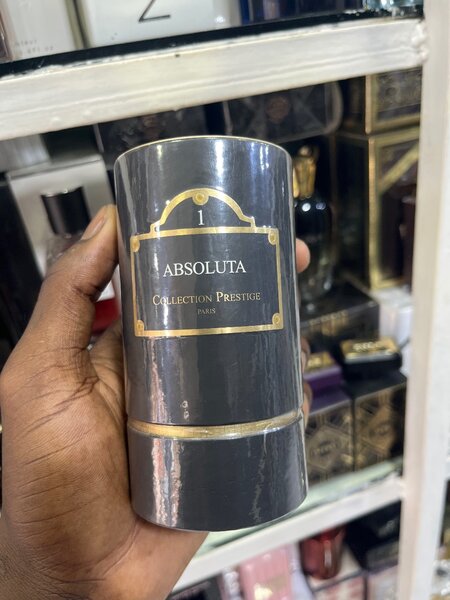 Z
1
ABSOLUTA
COLLECTION PRESTIGE
PARIS